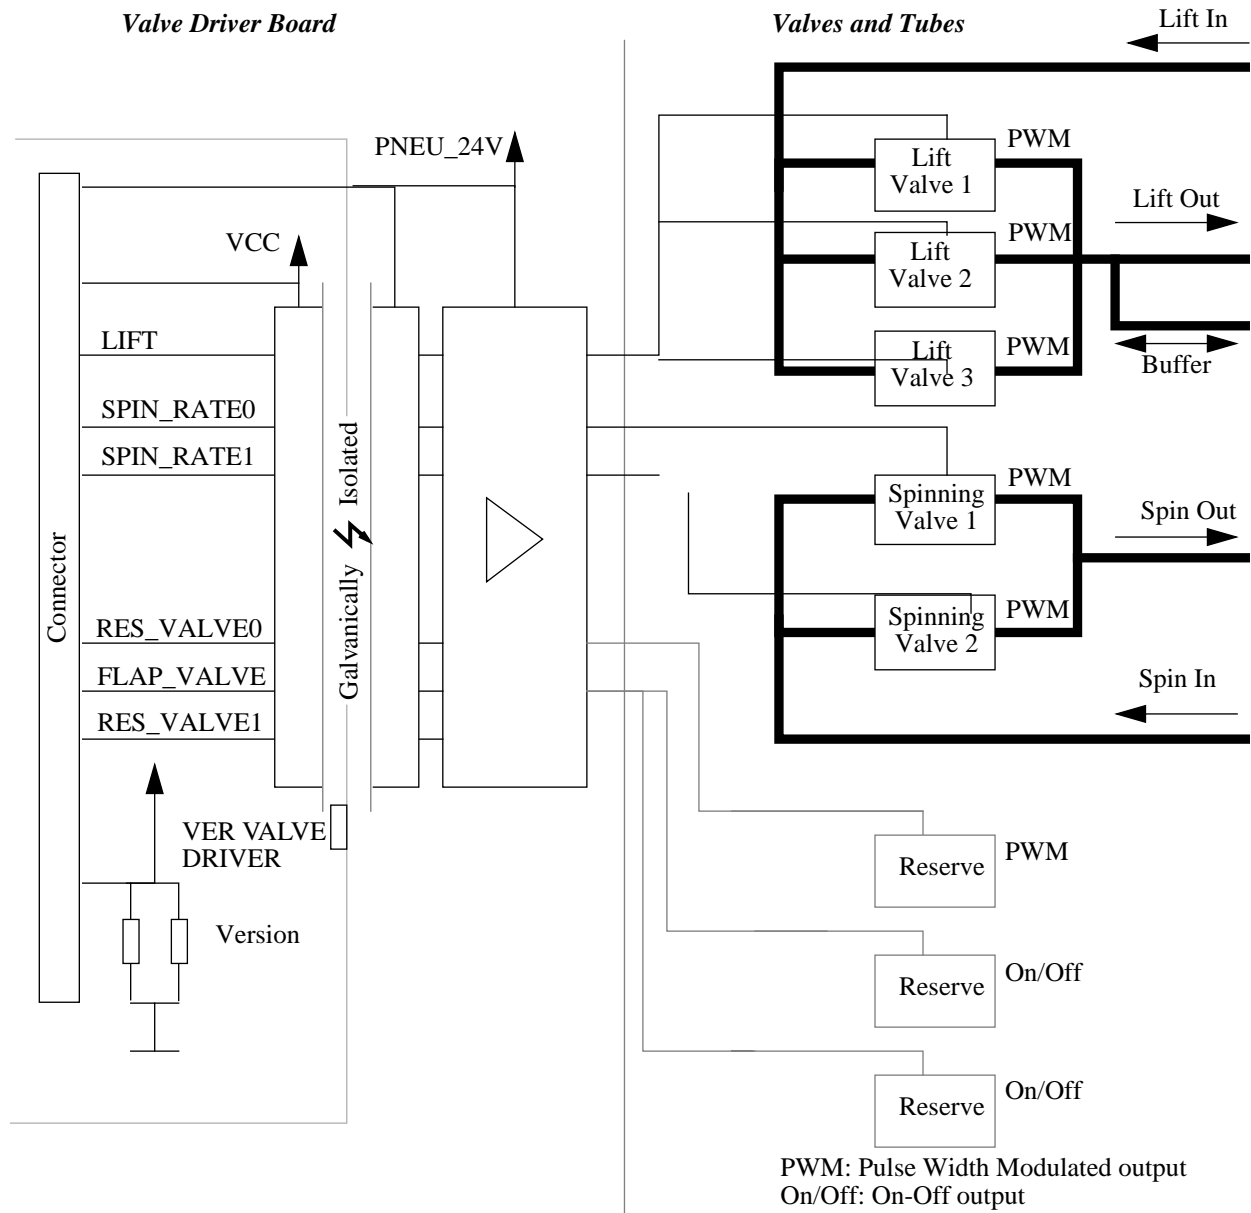 Valve Driver Board
Valves and Tubes
Lift In
PNEU_24V
VCC
LIFT
SPIN_RATE0
SPIN_RATE1
RES_VALVE0
FLAP_VALVE
RES_VALVE1
Connector
Galvanically Isolated
VER VALVE
DRIVER
Version
Lift
Valve 1
PWM
Lift Out
Lift
Valve 2
PWM
Lift
Valve 3
PWM
Buffer
Spinning
Valve 1
PWM
Spin Out
Spinning
Valve 2
PWM
Spin In
Reserve
PWM
Reserve
On/Off
Reserve
On/Off
PWM: Pulse Width Modulated output
On/Off: On-Off output